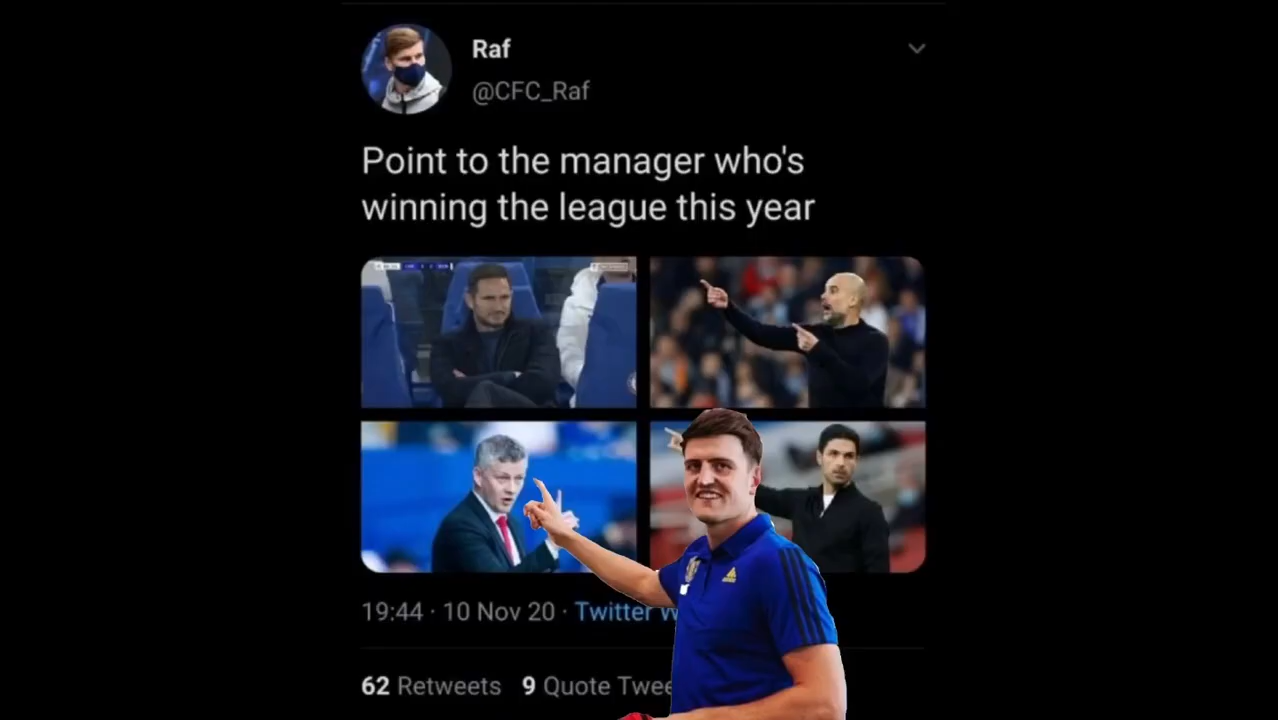 Raf
@CFC_Raf
Point to the manager who's
winning the league this year
19:44 · 10 Nov 20 · Twitter
62 Retweets 9 Quote